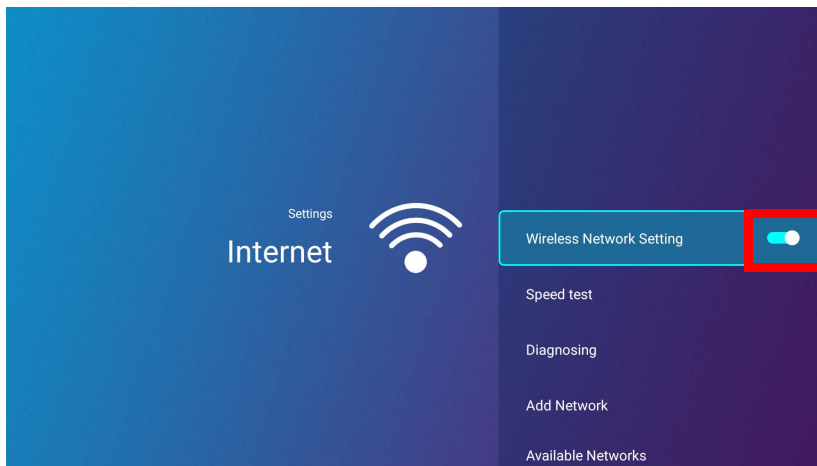 Settings
Internet
Wireless Network Setting
Speed test
Diagnosing
Add Network
Available Networks